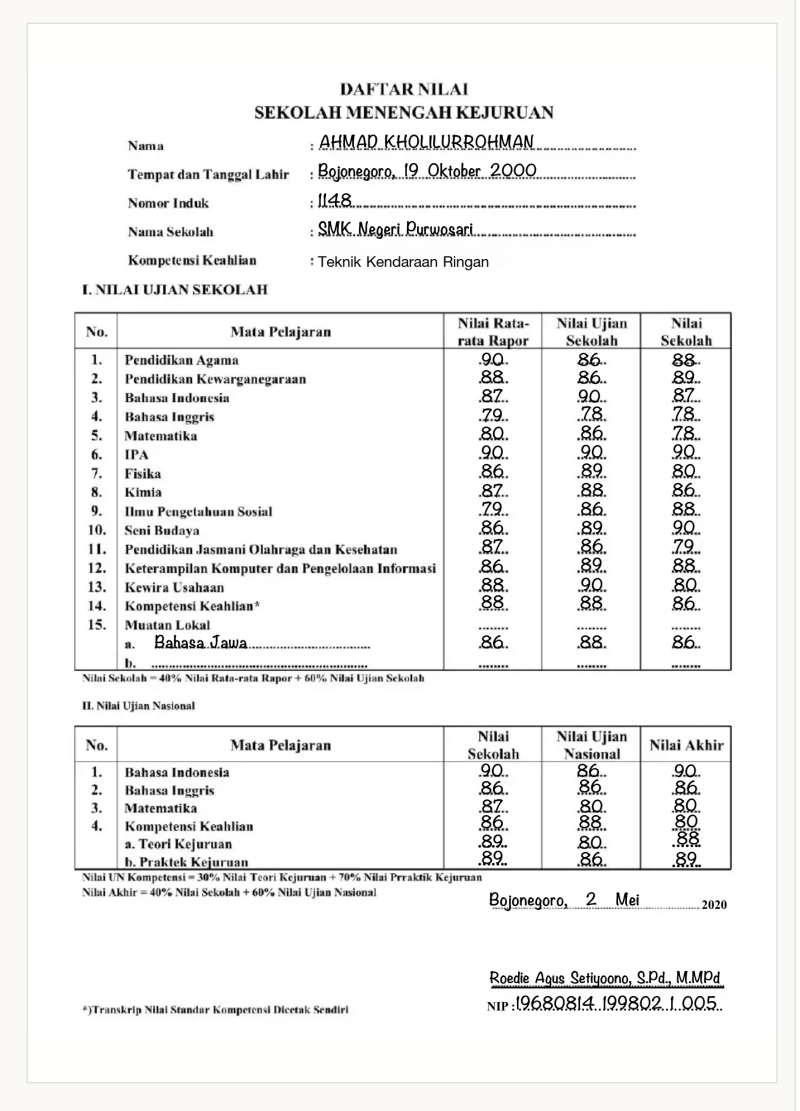 DAFTAR NILAI
SEKOLAH MENENGAH KEJURUAN
Nama : AHMAD KHOLILURROHMAN
Tempat dan Tanggal Lahir : Bojonegoro, 19 Oktober 2000
Nomor Induk : 1148
Nama Sekolah : SMK Negeri Purwosari
Kompetensi Keahlian : Teknik Kendaraan Ringan
I. NILAI UJIAN SEKOLAH
No. Mata Pelajaran Nilai Rata-rata Rapor Nilai Ujian Sekolah Nilai Sekolah
1. Pendidikan Agama 90 86 88
2. Pendidikan Kewarganegaraan 88 86 89
3. Bahasa Indonesia 87 90 87
4. Bahasa Inggris 79 78 78
5. Matematika 80 86 78
6. IPA 90 90 90
7. Fisika 86 89 80
8. Kimia 87 88 86
9. Ilmu Pengetahuan Sosial 79 86 88
10. Seni Budaya 86 89 90
11. Pendidikan Jasmani Olahraga dan Kesehatan 87 86 79
12. Keterampilan Komputer dan Pengelolaan Informasi 86 89 88
13. Kewira Usahaan 88 90 80
14. Kompetensi Keahlian* 88 88 86
15. Muatan Lokal ........ ........ ........
a. Bahasa Jawa 86 88 86
b. ........ ........ ........ ........
Nilai Sekolah = 40% Nilai Rata-rata Rapor + 60% Nilai Ujian Sekolah
II. Nilai Ujian Nasional
No. Mata Pelajaran Nilai Sekolah Nilai Ujian Nasional Nilai Akhir
1. Bahasa Indonesia 90 86 90
2. Bahasa Inggris 86 86 86
3. Matematika 87 80 80
4. Kompetensi Keahlian 86 88 80
a. Teori Kejuruan 89 80 88
b. Praktek Kejuruan 89 86 89
Nilai UN Kompetensi = 30% Nilai Teori Kejuruan + 70% Nilai Prraktik Kejuruan
Nilai Akhir = 40% Nilai Sekolah + 60% Nilai Ujian Nasional
Bojonegoro, 2 Mei 2020
Roedie Agus Setiyoono, S.Pd., M.MPd
*)Transkrip Nilai Standar Kompetensi Dicetak Sendiri
NIP : 19680814 199802 1 005